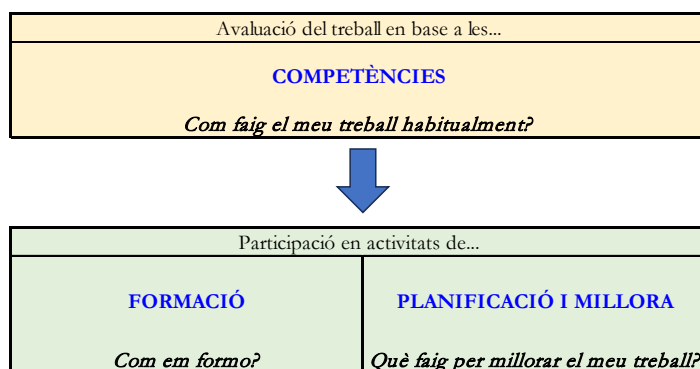 Avaluació del treball en base a les...
COMPETÈNCIES
Com faig el meu treball habitualment?
Participació en activitats de...
FORMACIÓ
Com em formo?
PLANIFICACIÓ I MILLORA
Què faig per millorar el meu treball?